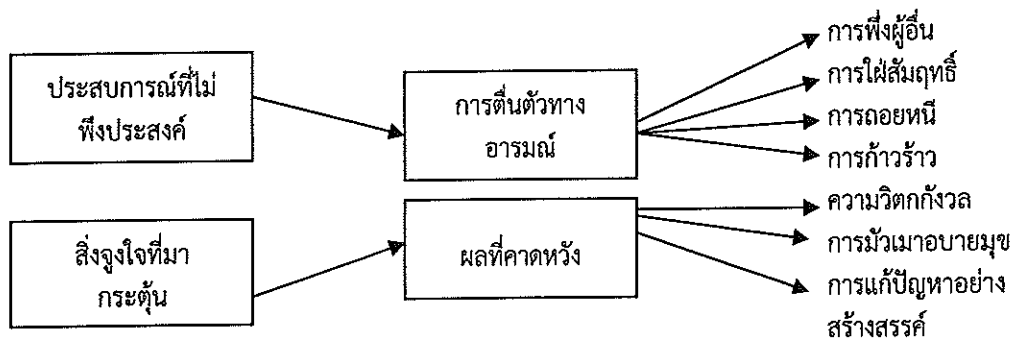 การพึ่งผู้อื่น
ประสบการณ์ที่ไม่
พึงประสงค์
การตื่นตัวทาง
อารมณ์
การใฝ่สัมฤทธิ์
การถอยหนี
การก้าวร้าว
สิ่งจูงใจที่มา
กระตุ้น
ผลที่คาดหวัง
ความวิตกกังวล
การมัวเมาอบายมุข
การแก้ปัญหาอย่าง
สร้างสรรค์